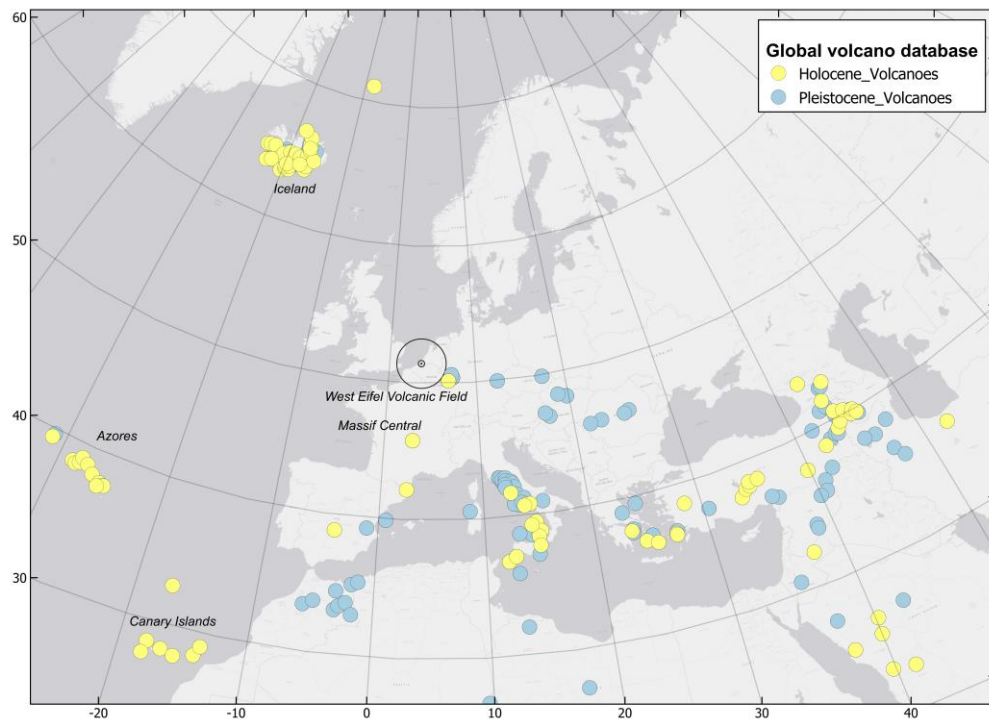 60
Global volcano database
Holocene_Volcanoes
Pleistocene_Volcanoes
Iceland
50
West Eifel Volcanic Field
Massif Central
40
Azores
30
Canary Islands
-20
-10
0
10
20
30
40